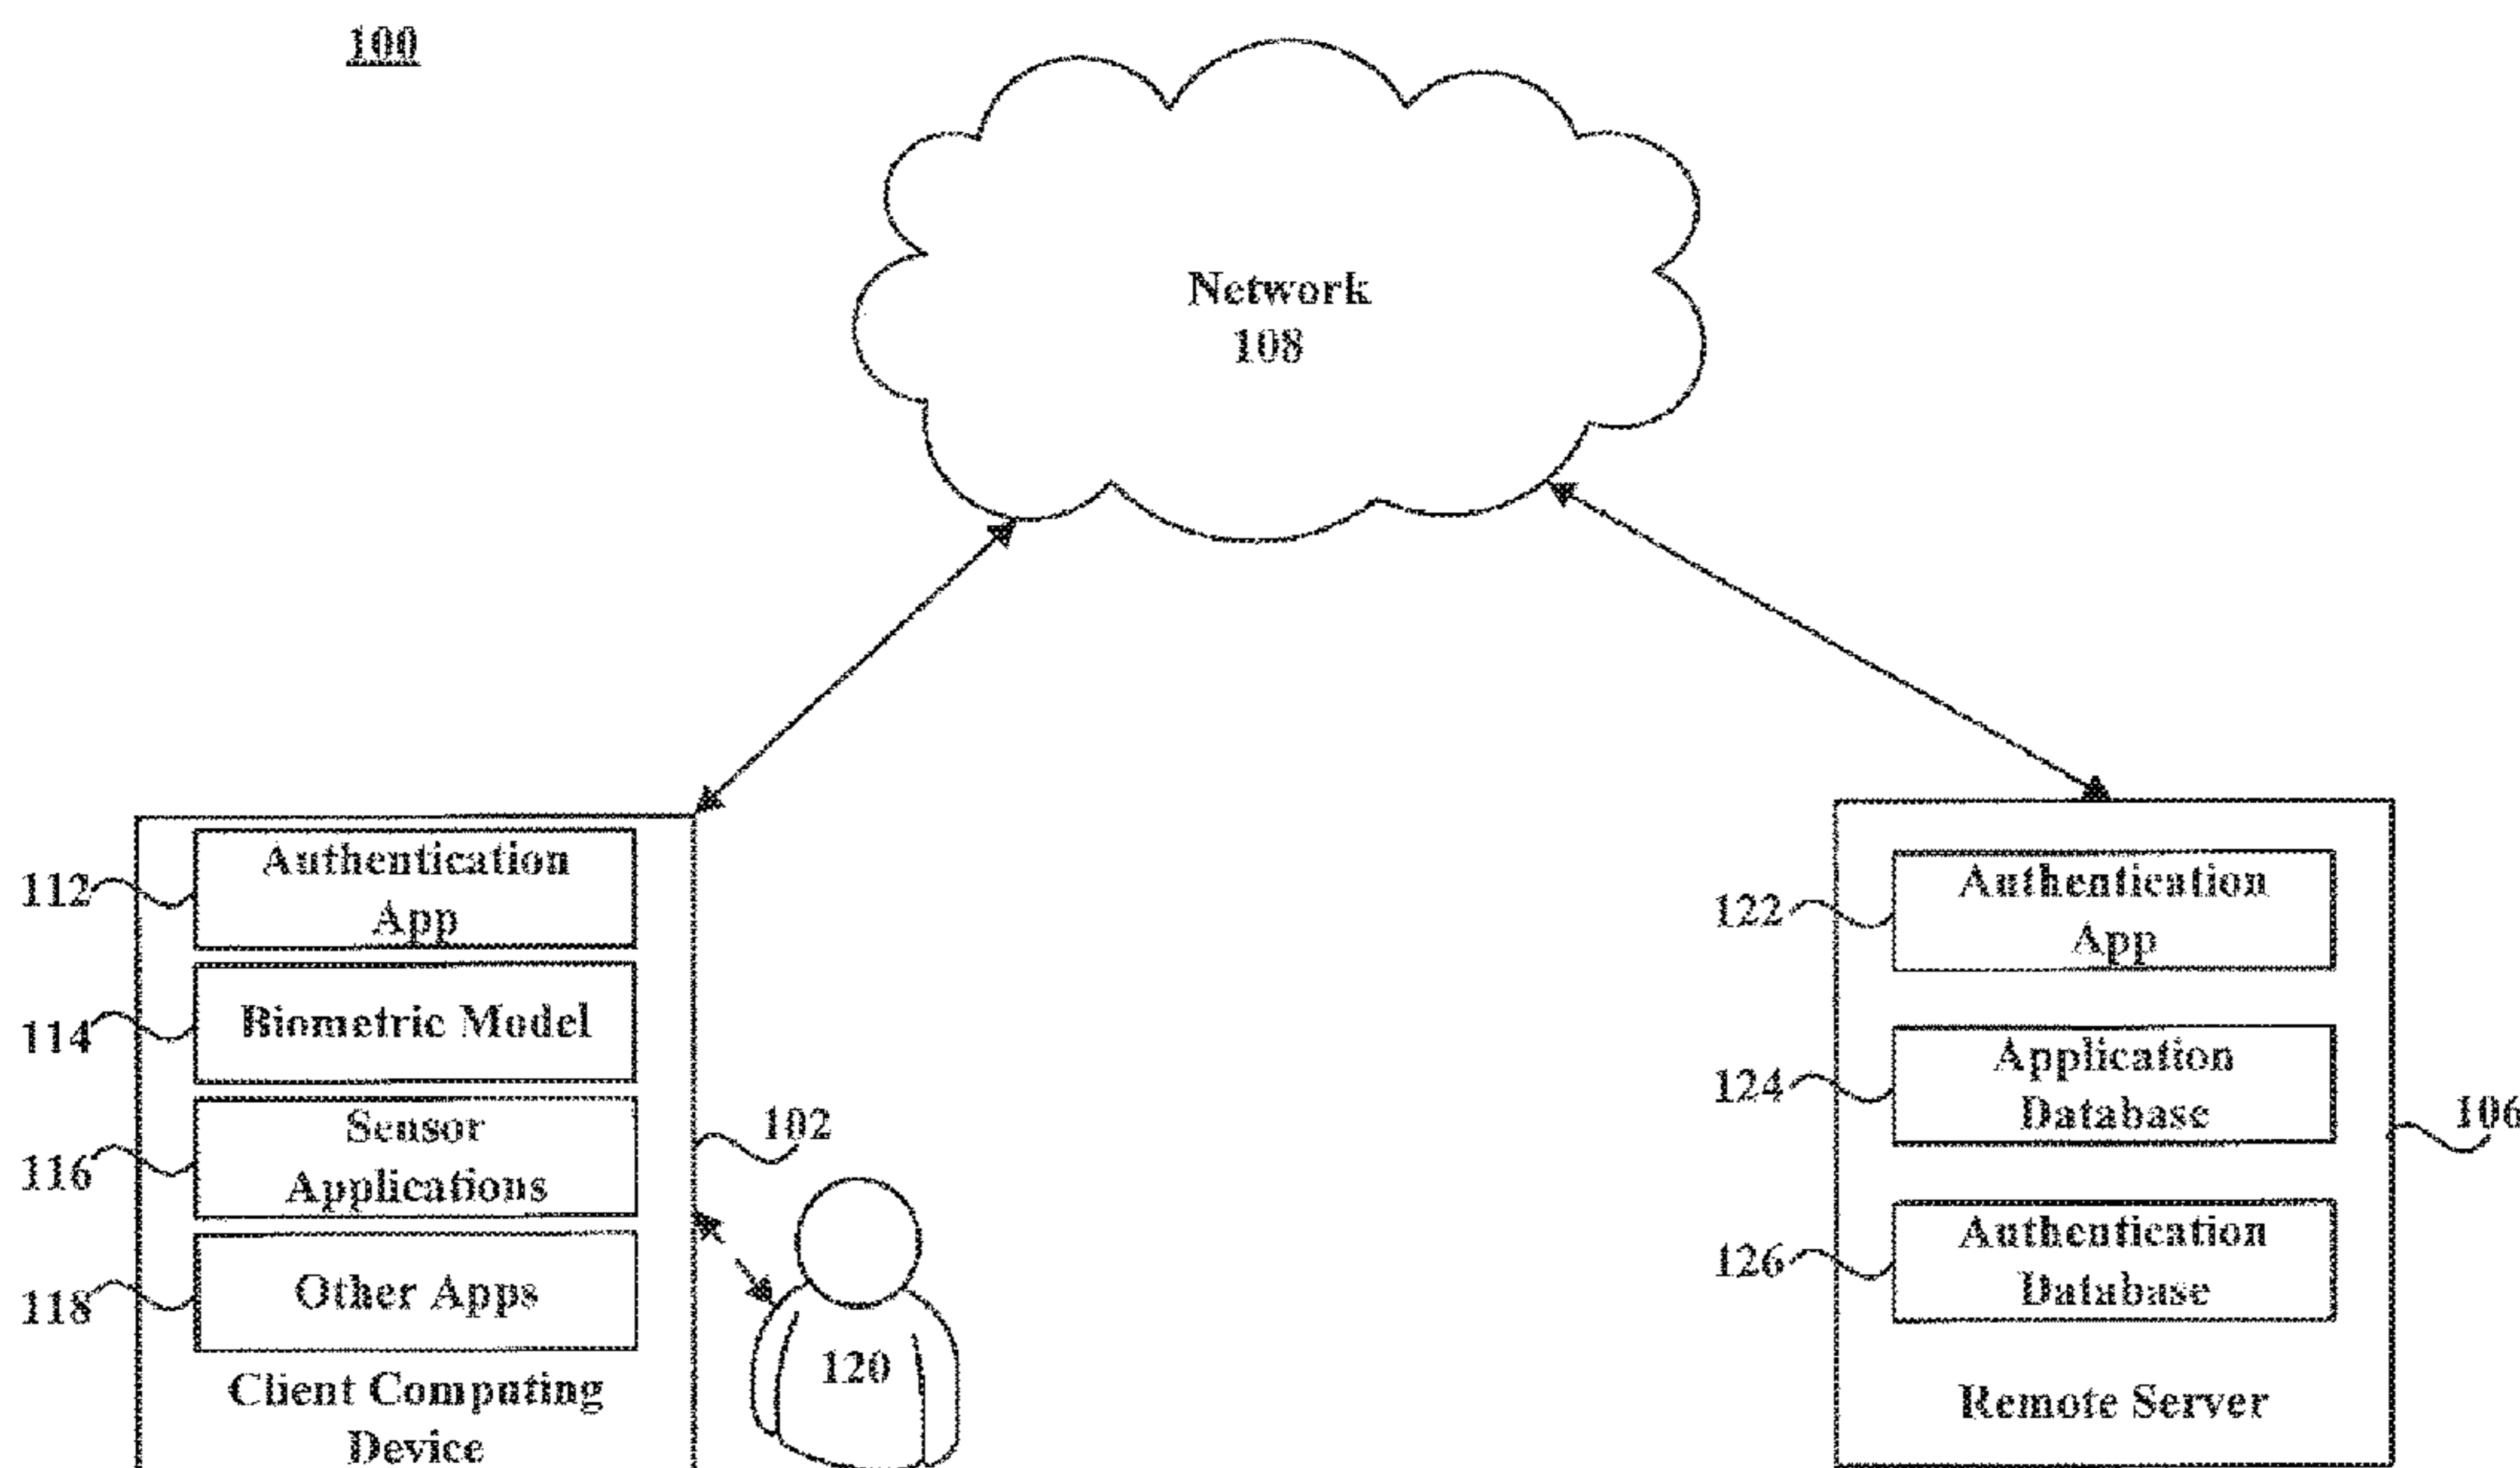 100
Network
108
112
Authentication
App
114
Biometric Model
116
Sensor
Applications
118
Other Apps
Client Computing
Device
102
120
122
Authentication
App
124
Application
Database
126
Authentication
Database
Remote Server
106